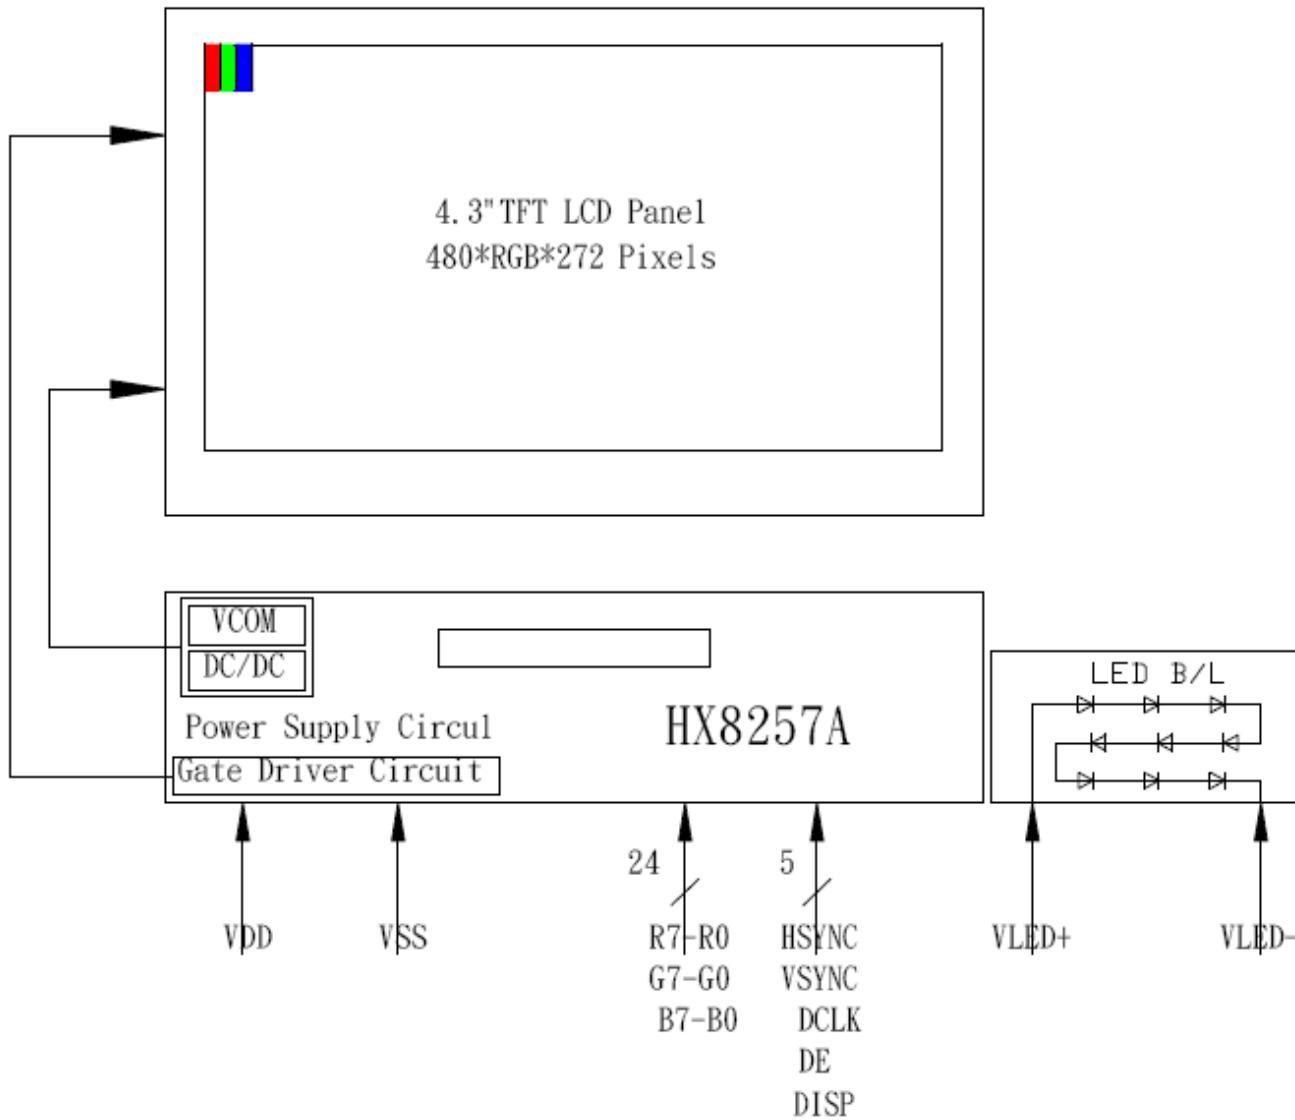 4.3"TFT LCD Panel
480*RGB*272 Pixels
VCOM
DC/DC
Power Supply Circul
HX8257A
Gate Driver Circuit
LED B/L
24
5
VDD
VSS
R7-R0
G7-G0
B7-B0
HSYNC
VSYNC
DCLK
DE
DISP
VLED+
VLED-